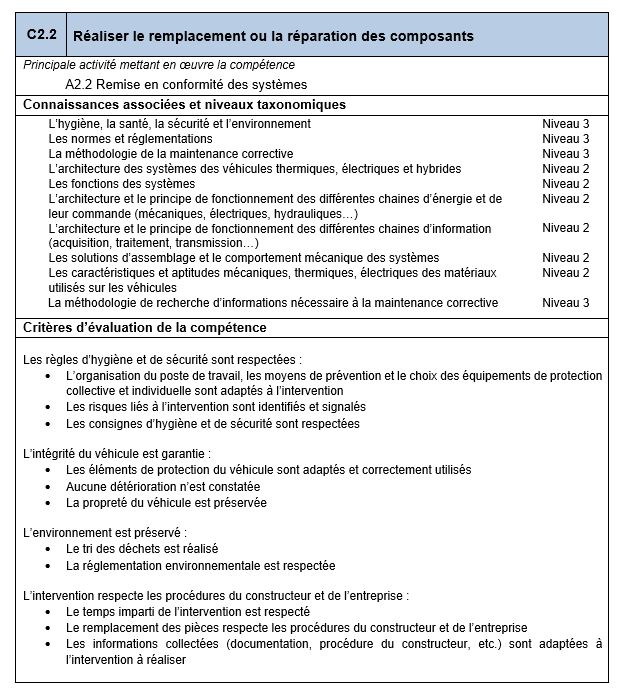 C2.2 Réaliser le remplacement ou la réparation des composants
Principale activité mettant en œuvre la compétence
A2.2 Remise en conformité des systèmes
Connaissances associées et niveaux taxonomiques
L'hygiène, la santé, la sécurité et l'environnement Niveau 3
Les normes et réglementations Niveau 3
La méthodologie de la maintenance corrective Niveau 3
L'architecture des systèmes des véhicules thermiques, électriques et hybrides Niveau 2
Les fonctions des systèmes Niveau 2
L'architecture et le principe de fonctionnement des différentes chaines d'énergie et de Niveau 2
leur commande (mécaniques, électriques, hydrauliques…)
L'architecture et le principe de fonctionnement des différentes chaines d'information Niveau 2
(acquisition, traitement, transmission…)
Les solutions d'assemblage et le comportement mécanique des systèmes Niveau 2
Les caractéristiques et aptitudes mécaniques, thermiques, électriques des matériaux Niveau 2
utilisés sur les véhicules
La méthodologie de recherche d'informations nécessaire à la maintenance corrective Niveau 3
Critères d'évaluation de la compétence
Les règles d'hygiène et de sécurité sont respectées :
• L'organisation du poste de travail, les moyens de prévention et le choix des équipements de protection
collective et individuelle sont adaptés à l'intervention
• Les risques liés à l'intervention sont identifiés et signalés
• Les consignes d'hygiène et de sécurité sont respectées
L'intégrité du véhicule est garantie :
• Les éléments de protection du véhicule sont adaptés et correctement utilisés
• Aucune détérioration n'est constatée
• La propreté du véhicule est préservée
L'environnement est préservé :
• Le tri des déchets est réalisé
• La réglementation environnementale est respectée
L'intervention respecte les procédures du constructeur et de l'entreprise :
• Le temps imparti de l'intervention est respecté
• Le remplacement des pièces respecte les procédures du constructeur et de l'entreprise
• Les informations collectées (documentation, procédure du constructeur, etc.) sont adaptées à
l'intervention à réaliser